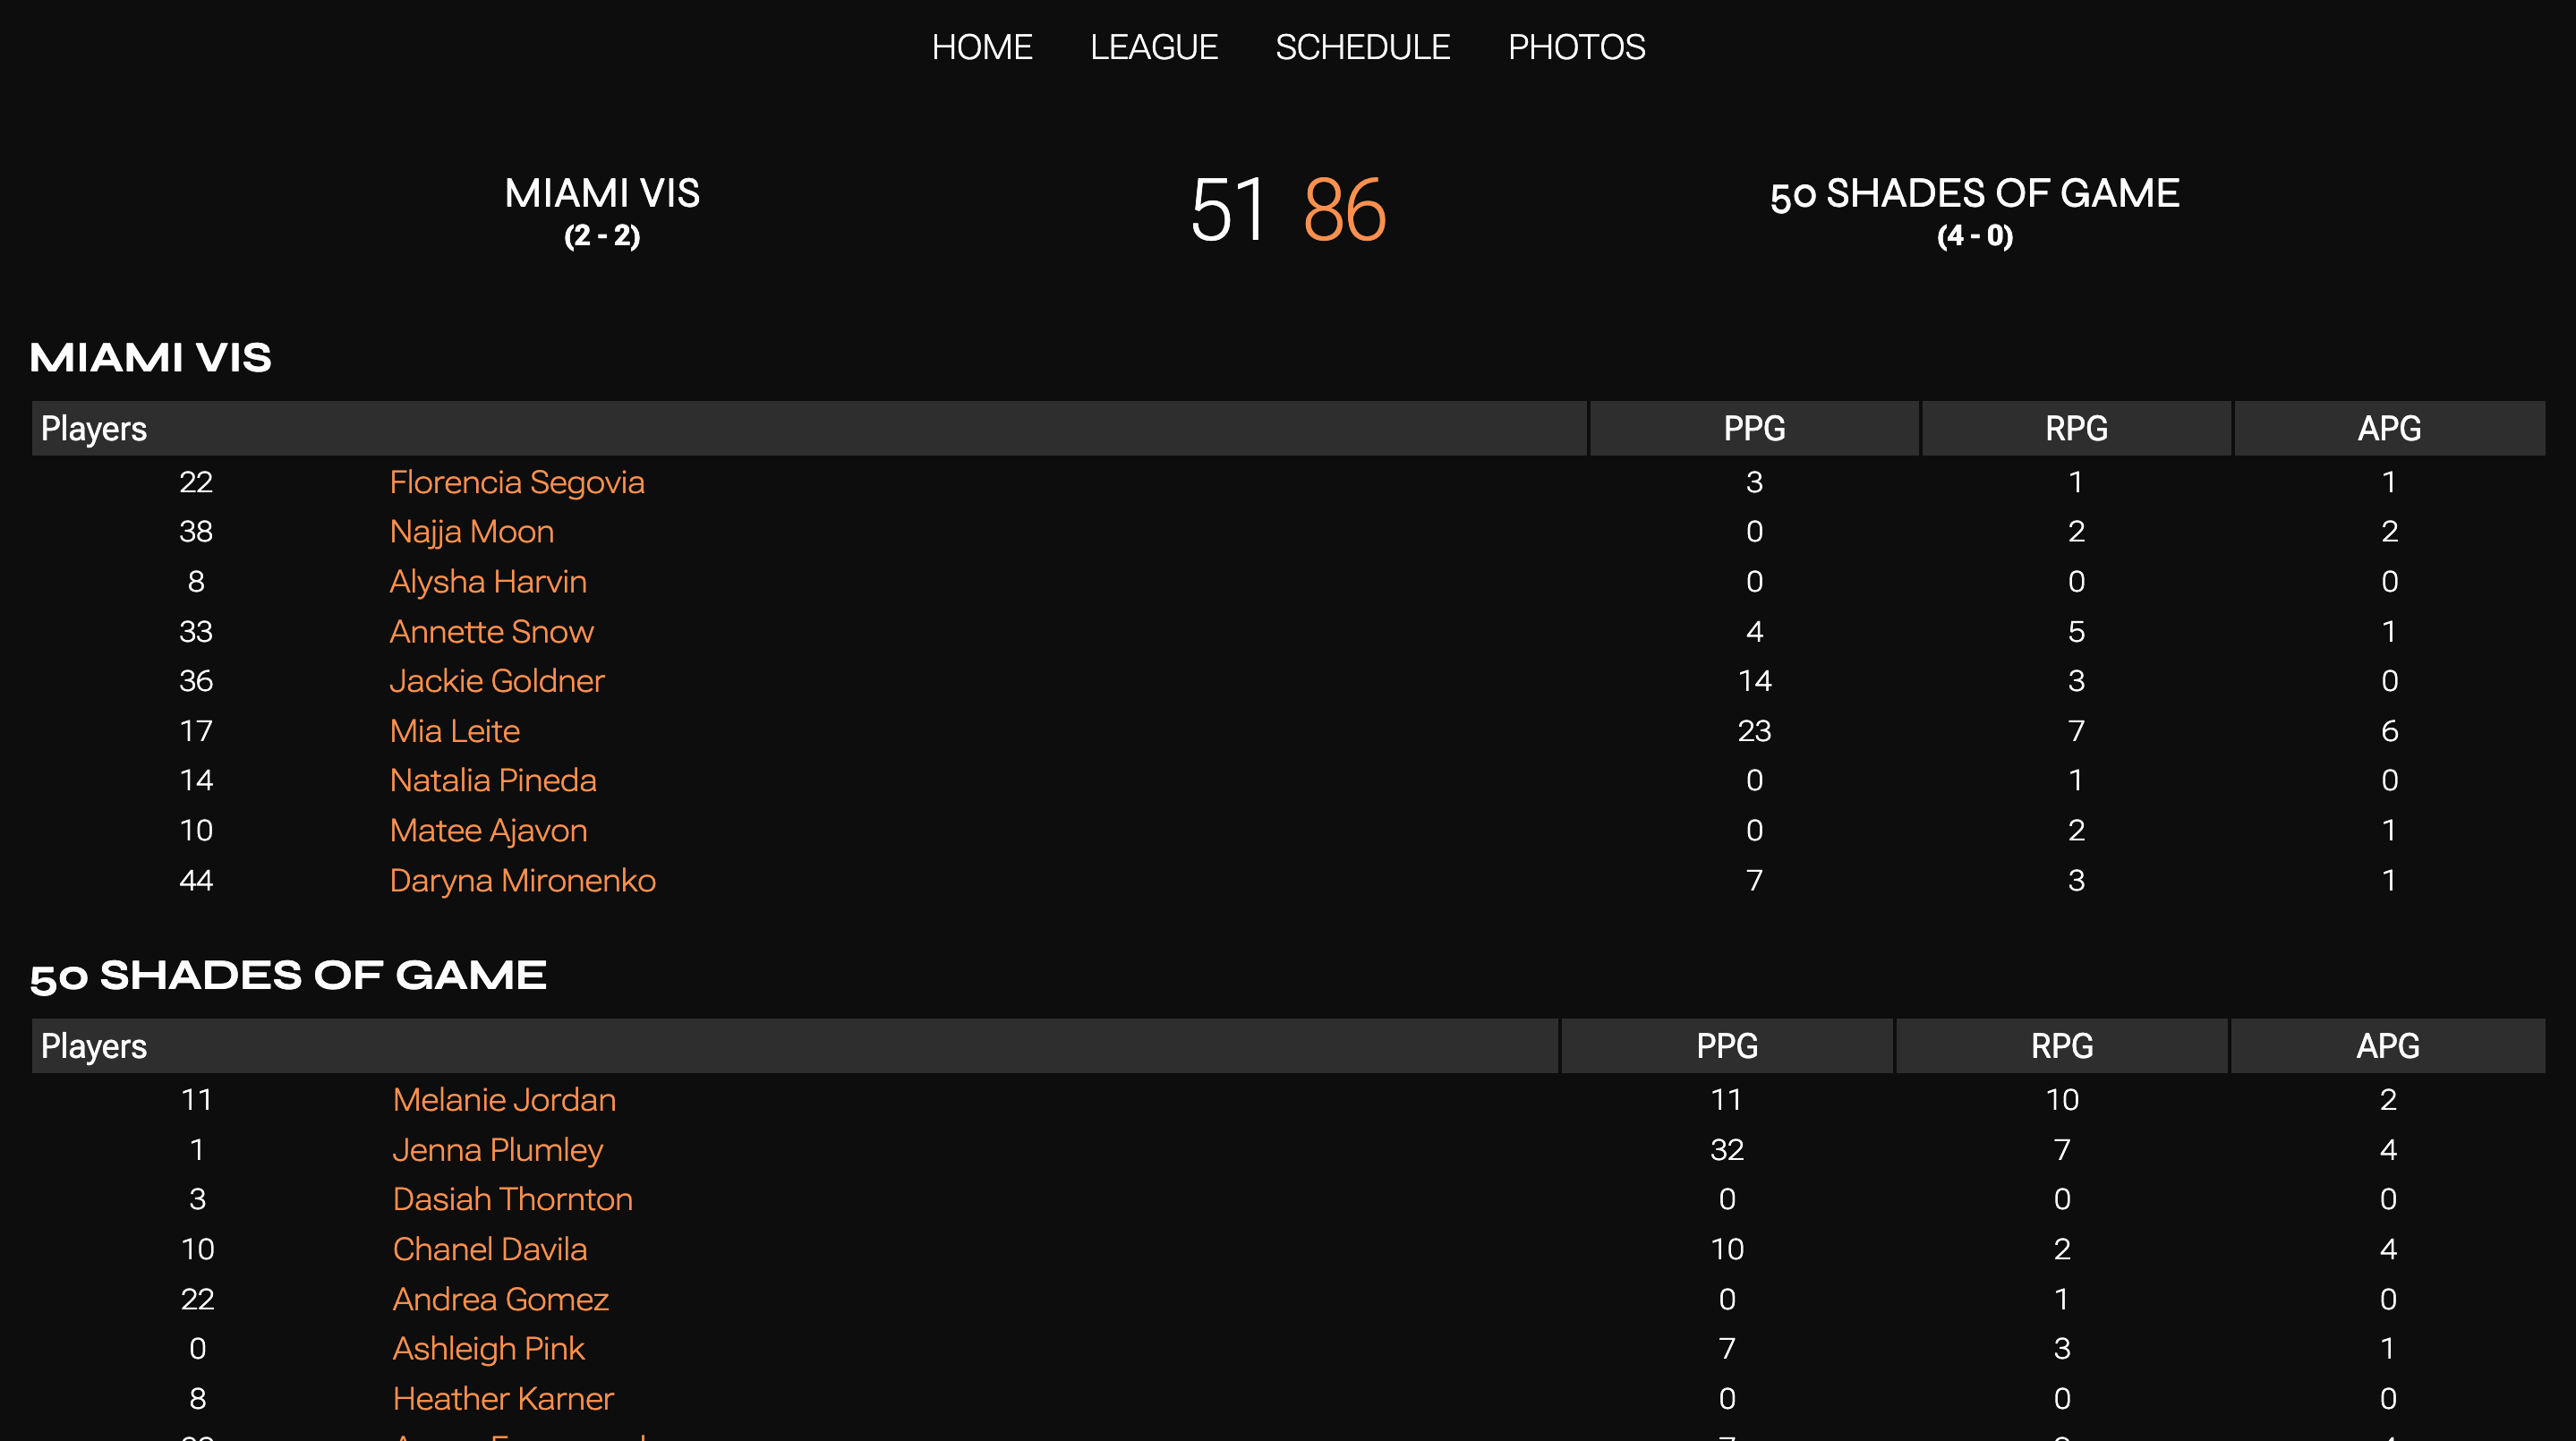 HOME LEAGUE SCHEDULE PHOTOS
MIAMI VIS 51 86 50 SHADES OF GAME
(2 - 2) (4 - 0)
MIAMI VIS
Players PPG RPG APG
22 Florencia Segovia 3 1 1
38 Najja Moon 0 2 2
8 Alysha Harvin 0 0 0
33 Annette Snow 4 5 1
36 Jackie Goldner 14 3 0
17 Mia Leite 23 7 6
14 Natalia Pineda 0 1 0
10 Matee Ajavon 0 2 1
44 Daryna Mironenko 7 3 1
50 SHADES OF GAME
Players PPG RPG APG
11 Melanie Jordan 11 10 2
1 Jenna Plumley 32 7 4
3 Dasiah Thornton 0 0 0
10 Chanel Davila 10 2 4
22 Andrea Gomez 0 1 0
0 Ashleigh Pink 7 3 1
8 Heather Karner 0 0 0